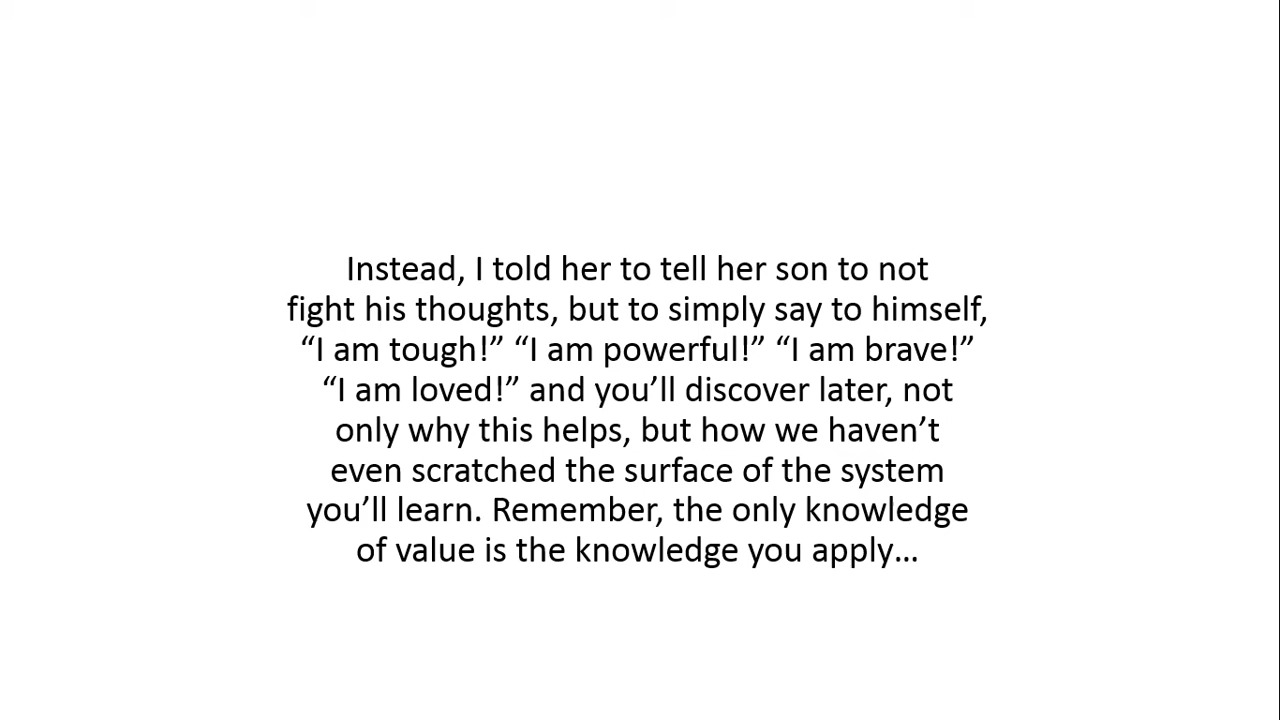 Instead, I told her to tell her son to not
fight his thoughts, but to simply say to himself,
“I am tough!” “I am powerful!” “I am brave!”
“I am loved!” and you’ll discover later, not
only why this helps, but how we haven’t
even scratched the surface of the system
you’ll learn. Remember, the only knowledge
of value is the knowledge you apply…